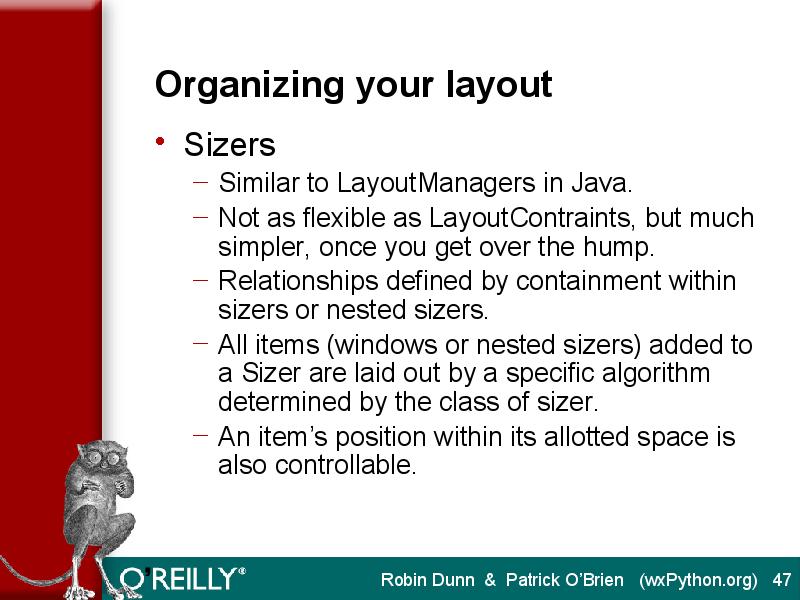 Organizing your layout
• Sizers
– Similar to LayoutManagers in Java.
– Not as flexible as LayoutContraints, but much
simpler, once you get over the hump.
– Relationships defined by containment within
sizers or nested sizers.
– All items (windows or nested sizers) added to
a Sizer are laid out by a specific algorithm
determined by the class of sizer.
– An item’s position within its allotted space is
also controllable.
O’REILLY®
Robin Dunn & Patrick O’Brien (wxPython.org) 47